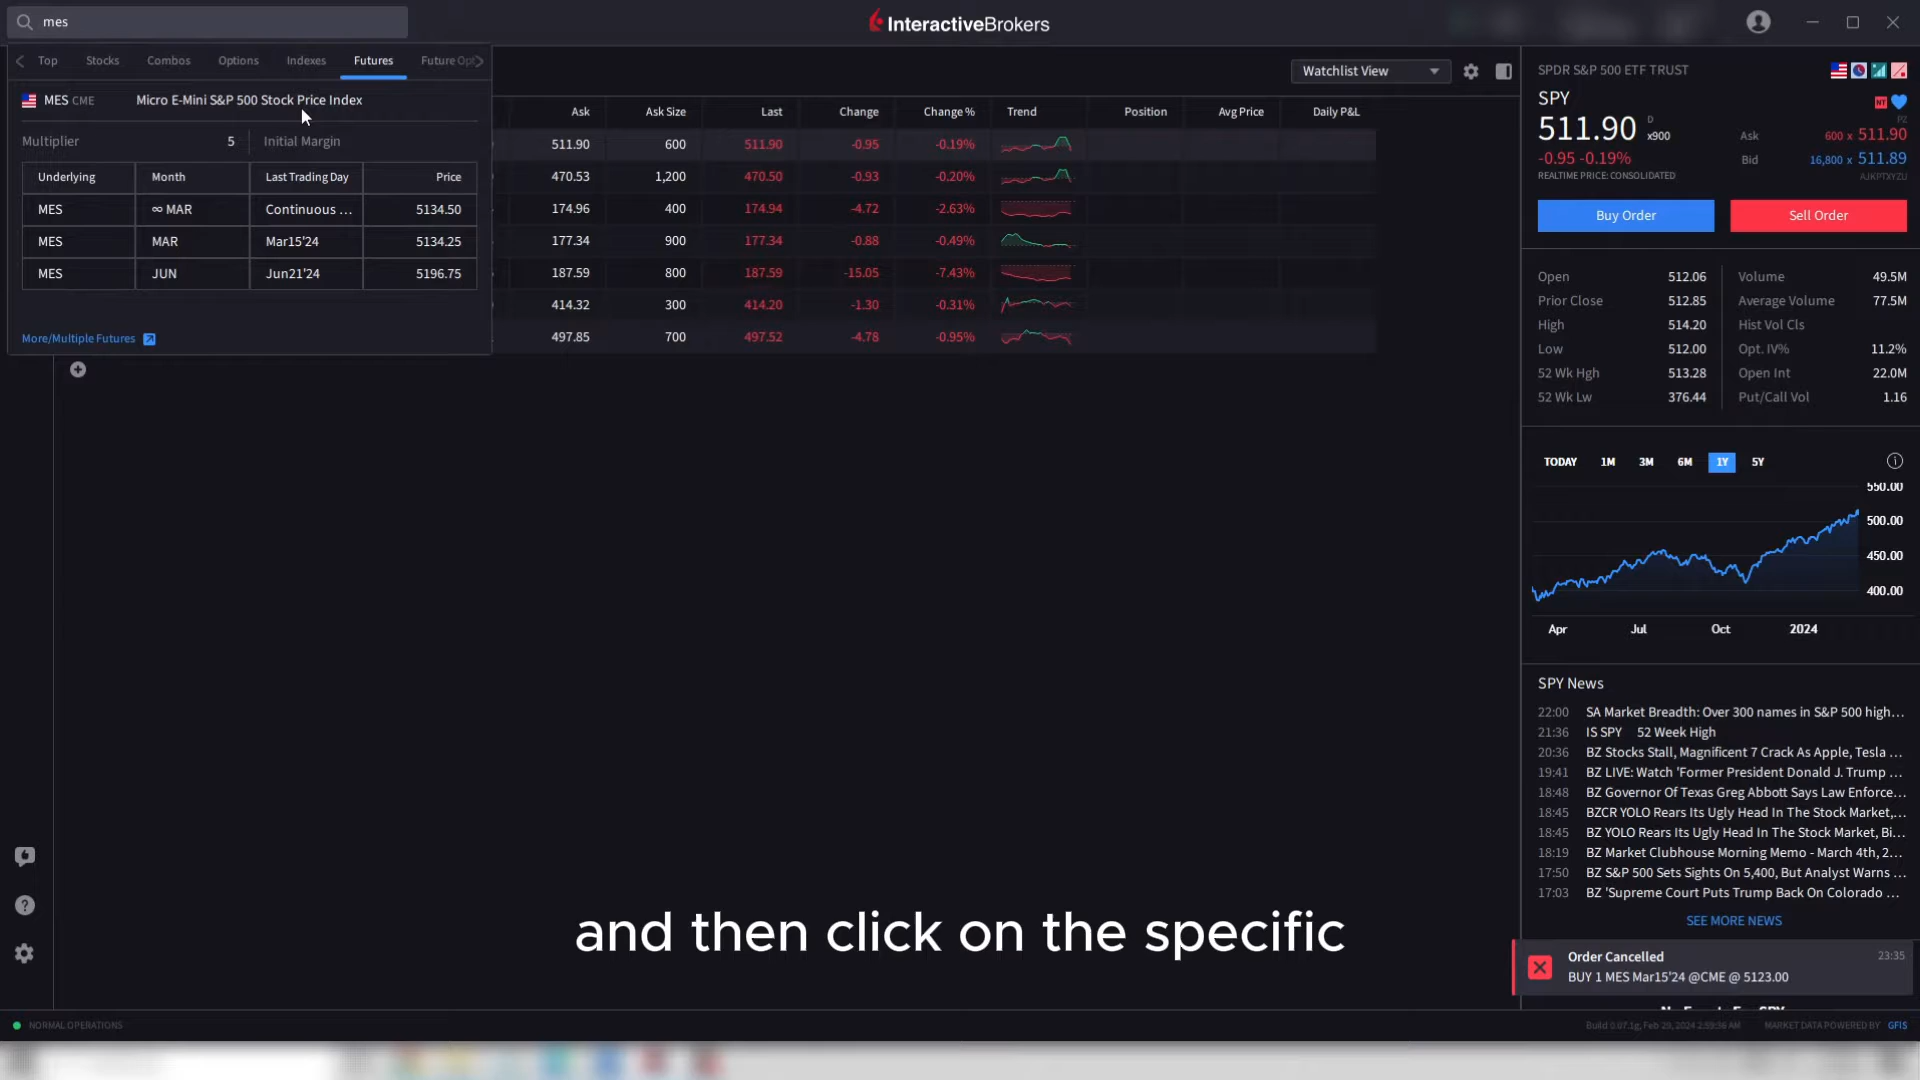 mes
InteractiveBrokers
Top Stocks Combos Options Indexes Futures Future Opt
MES CME Micro E-Mini S&P 500 Stock Price Index
Multiplier 5 Initial Margin
Underlying Month Last Trading Day Price
MES ∞ MAR Continuous ... 5134.50
MES MAR Mar15'24 5134.25
MES JUN Jun21'24 5196.75
More/Multiple Futures
Watchlist View
Ask Ask Size Last Change Change % Trend Position Avg Price Daily P&L
511.90 600 511.90 -0.95 -0.19%
470.53 1,200 470.50 -0.93 -0.20%
174.96 400 174.94 -4.72 -2.63%
177.34 900 177.34 -0.88 -0.49%
187.59 800 187.59 -15.05 -7.43%
414.32 300 414.20 -1.30 -0.31%
497.85 700 497.52 -4.78 -0.95%
SPDR S&P 500 ETF TRUST
SPY
NT
PZ
511.90 D x900 Ask 600 x 511.90
-0.95 -0.19% Bid 16,800 x 511.89
REALTIME PRICE: CONSOLIDATED AJKPTXYZU
Buy Order Sell Order
Open 512.06 Volume 49.5M
Prior Close 512.85 Average Volume 77.5M
High 514.20 Hist Vol Cls
Low 512.00 Opt. IV% 11.2%
52 Wk Hgh 513.28 Open Int 22.0M
52 Wk Lw 376.44 Put/Call Vol 1.16
TODAY 1M 3M 6M 1Y 5Y
550.00
500.00
450.00
400.00
Apr Jul Oct 2024
SPY News
22:00 SA Market Breadth: Over 300 names in S&P 500 high...
21:36 IS SPY 52 Week High
20:36 BZ Stocks Stall, Magnificent 7 Crack As Apple, Tesla ...
19:41 BZ LIVE: Watch 'Former President Donald J. Trump ...
18:48 BZ Governor Of Texas Greg Abbott Says Law Enforce...
18:45 BZCR YOLO Rears Its Ugly Head In The Stock Market,...
18:45 BZ YOLO Rears Its Ugly Head In The Stock Market, Bi...
18:19 BZ Market Clubhouse Morning Memo - March 4th, 2...
17:50 BZ S&P 500 Sets Sights On 5,400, But Analyst Warns ...
17:03 BZ 'Supreme Court Puts Trump Back On Colorado ...
SEE MORE NEWS
Order Cancelled 23:35
BUY 1 MES Mar15'24 @CME @ 5123.00
and then click on the specific
NORMAL OPERATIONS
Build 0.07.1g, Feb 29, 2024 2:59:36 AM MARKET DATA POWERED BY GFIS